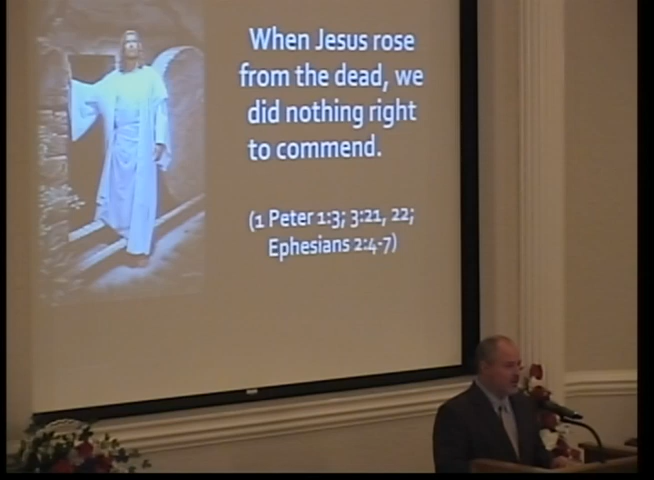 When Jesus rose
from the dead, we
did nothing right
to commend.
(1 Peter 1:3; 3:21, 22;
Ephesians 2:4-7)